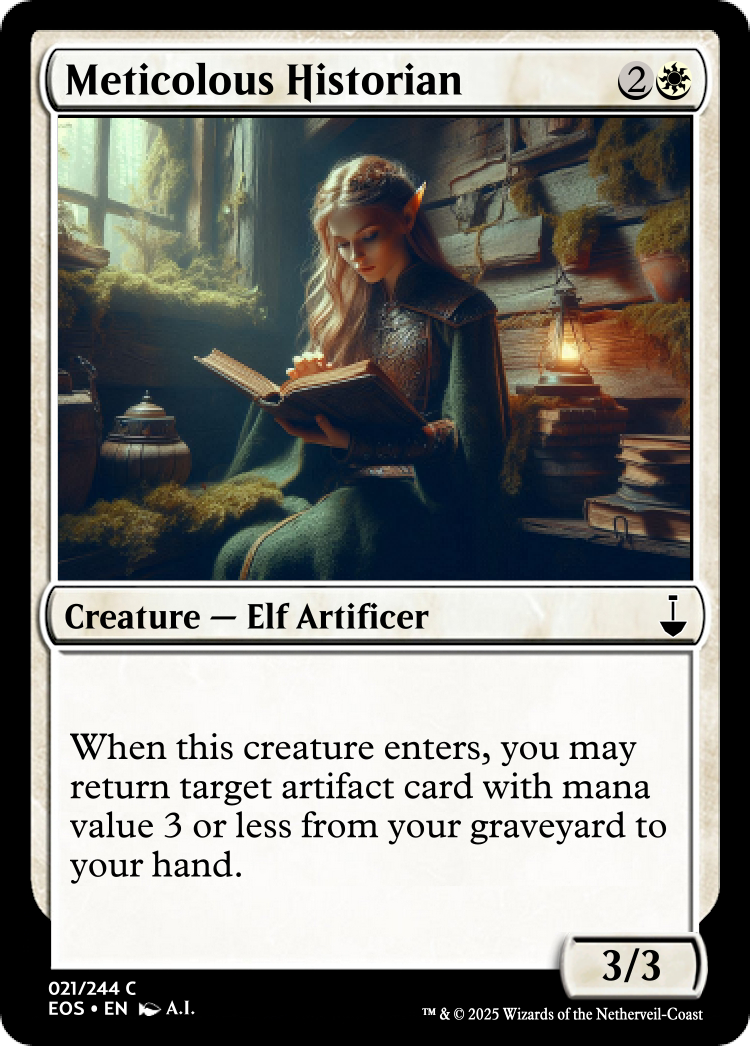 Meticolous Historian 2
Creature — Elf Artificer
When this creature enters, you may
return target artifact card with mana
value 3 or less from your graveyard to
your hand.
3/3
021/244 C
EOS • EN A.I.
™ & © 2025 Wizards of the Netherveil-Coast